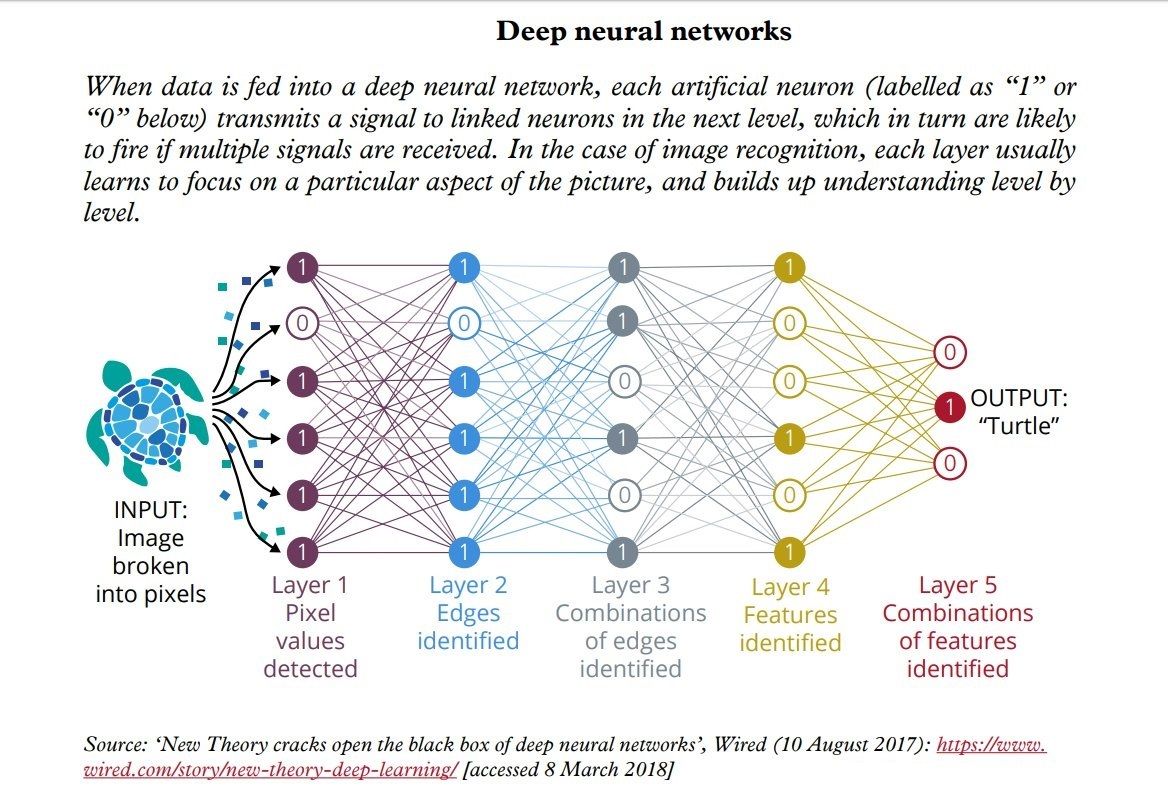 Deep neural networks
When data is fed into a deep neural network, each artificial neuron (labelled as “1” or
“0” below) transmits a signal to linked neurons in the next level, which in turn are likely
to fire if multiple signals are received. In the case of image recognition, each layer usually
learns to focus on a particular aspect of the picture, and builds up understanding level by
level.
1 1 1 1
0 0 1 0
0
1 1 0 0
1
OUTPUT:
“Turtle”
1 1 1 1
0
1 1 0 0
1 1 1 1
INPUT:
Image
broken
into pixels
Layer 1
Pixel
values
detected
Layer 2
Edges
identified
Layer 3
Combinations
of edges
identified
Layer 4
Features
identified
Layer 5
Combinations
of features
identified
Source: ‘New Theory cracks open the black box of deep neural networks’, Wired (10 August 2017): https://www.
wired.com/story/new-theory-deep-learning/ [accessed 8 March 2018]